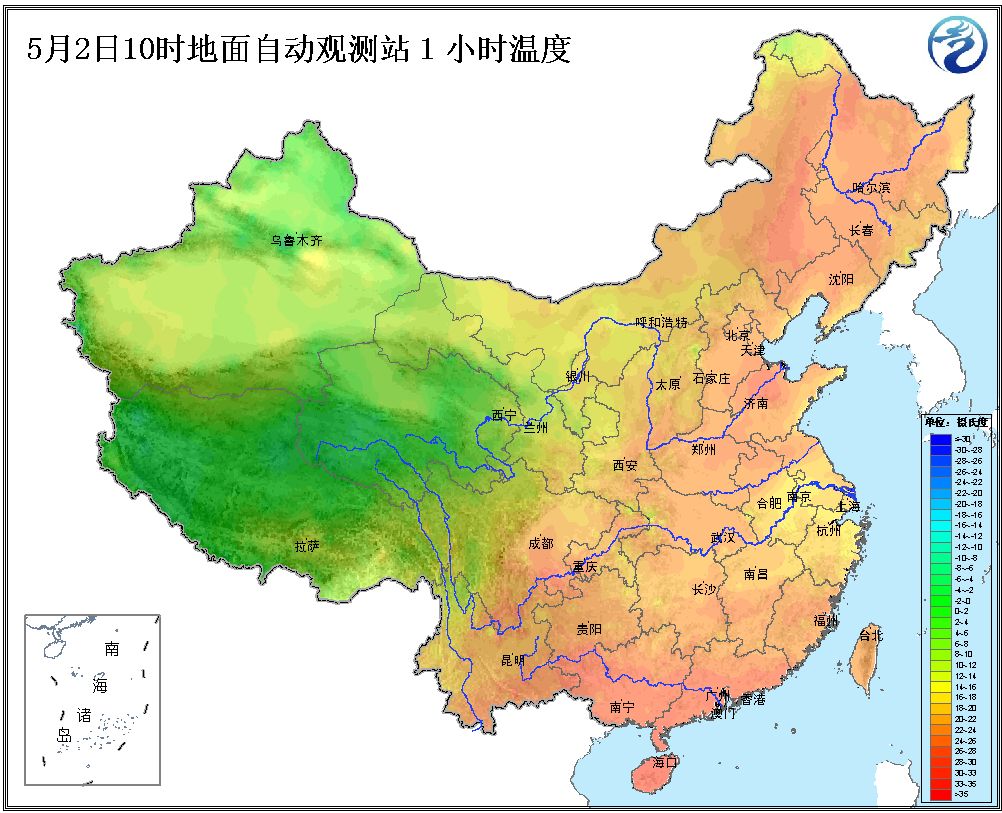 5月2日10时地面自动观测站 1 小时温度
哈尔滨
长春
乌鲁木齐
沈阳
呼和浩特
北京
天津
银川
太原
石家庄
济南
西宁
兰州
郑州
西安
合肥
南京
上海
杭州
武汉
拉萨
成都
重庆
南昌
长沙
福州
贵阳
台北
昆明
南宁
广州
香港
澳门
海口
南
海
诸
岛
单位：摄氏度
≤-30
-30~-28
-28~-26
-26~-24
-24~-22
-22~-20
-20~-18
-18~-16
-16~-14
-14~-12
-12~-10
-10~-8
-8~-6
-6~-4
-4~-2
-2~0
0~2
2~4
4~6
6~8
8~10
10~12
12~14
14~16
16~18
18~20
20~22
22~24
24~26
26~28
28~30
30~33
33~35
>35